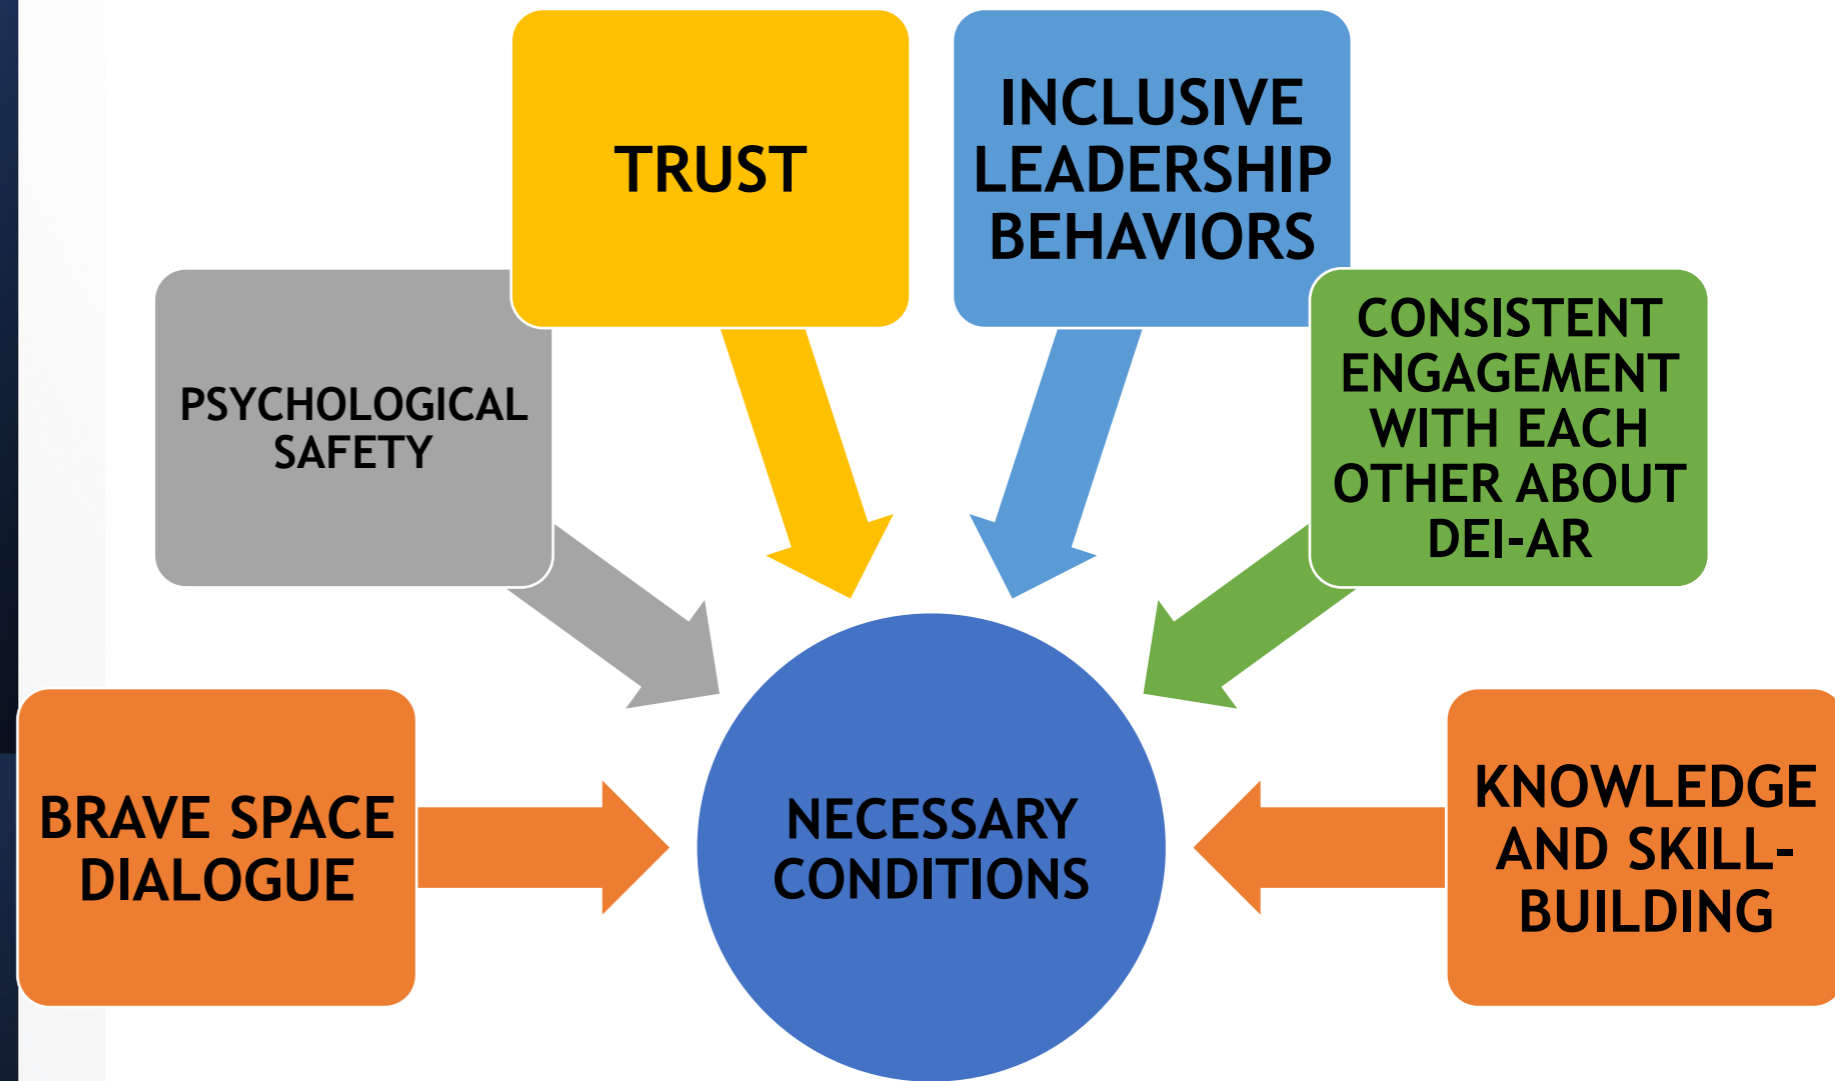 TRUST
INCLUSIVE
LEADERSHIP
BEHAVIORS
PSYCHOLOGICAL
SAFETY
CONSISTENT
ENGAGEMENT
WITH EACH
OTHER ABOUT
DEI-AR
BRAVE SPACE
DIALOGUE
NECESSARY
CONDITIONS
KNOWLEDGE
AND SKILL-
BUILDING